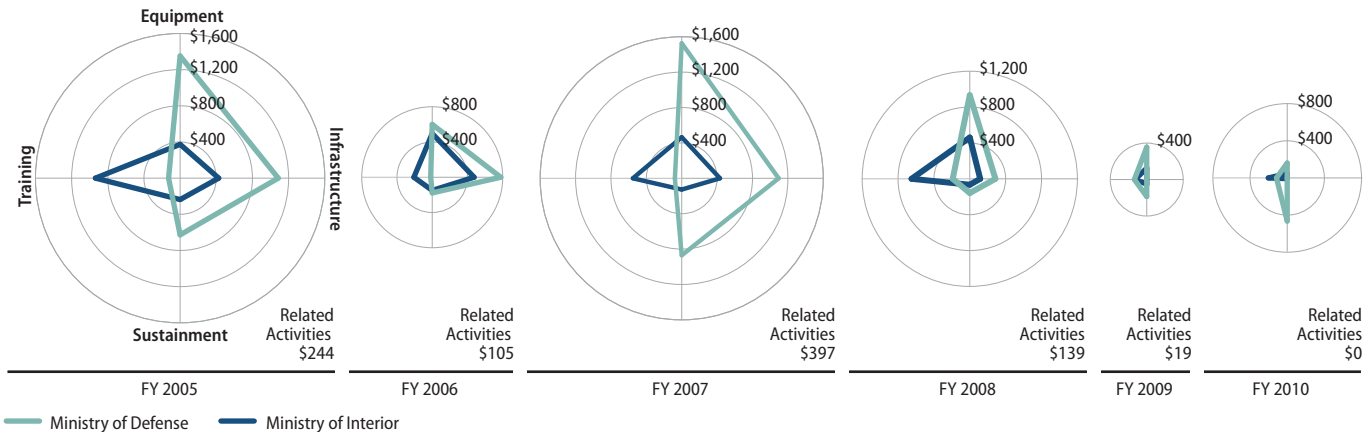 Equipment
$1,600
$1,200
$800
$400
Training
Infrastructure
Sustainment
Related
Activities
$244
FY 2005
$800
$400
Related
Activities
$105
FY 2006
$1,600
$1,200
$800
$400
Related
Activities
$397
FY 2007
$1,200
$800
$400
Related
Activities
$139
FY 2008
$400
Related
Activities
$19
FY 2009
$800
$400
Related
Activities
$0
FY 2010
Ministry of Defense
Ministry of Interior